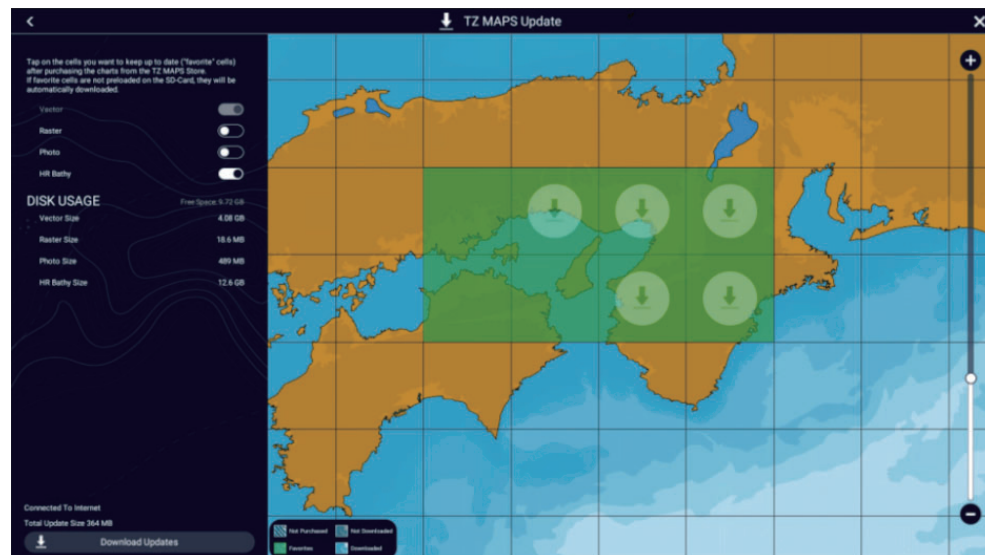 TZ MAPS Update
Tap on the cells you want to keep up to date ("favorite" cells)
after purchasing the charts from the TZ MAPS Store.
If favorite cells are not preloaded on the SD-Card, they will be
automatically downloaded.
Vector
Raster
Photo
HR Bathy
DISK USAGE Free Space: 9.72 GB
Vector Size 4.08 GB
Raster Size 18.6 MB
Photo Size 489 MB
HR Bathy Size 12.6 GB
Connected To Internet
Total Update Size 364 MB
Download Updates
Not Purchased Not Downloaded
Favorites Downloaded